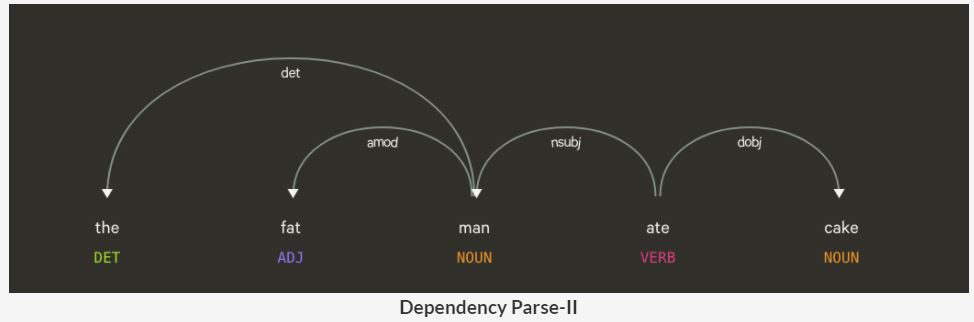 det
amod nsubj dobj
the fat man ate cake
DET ADJ NOUN VERB NOUN
Dependency Parse-II